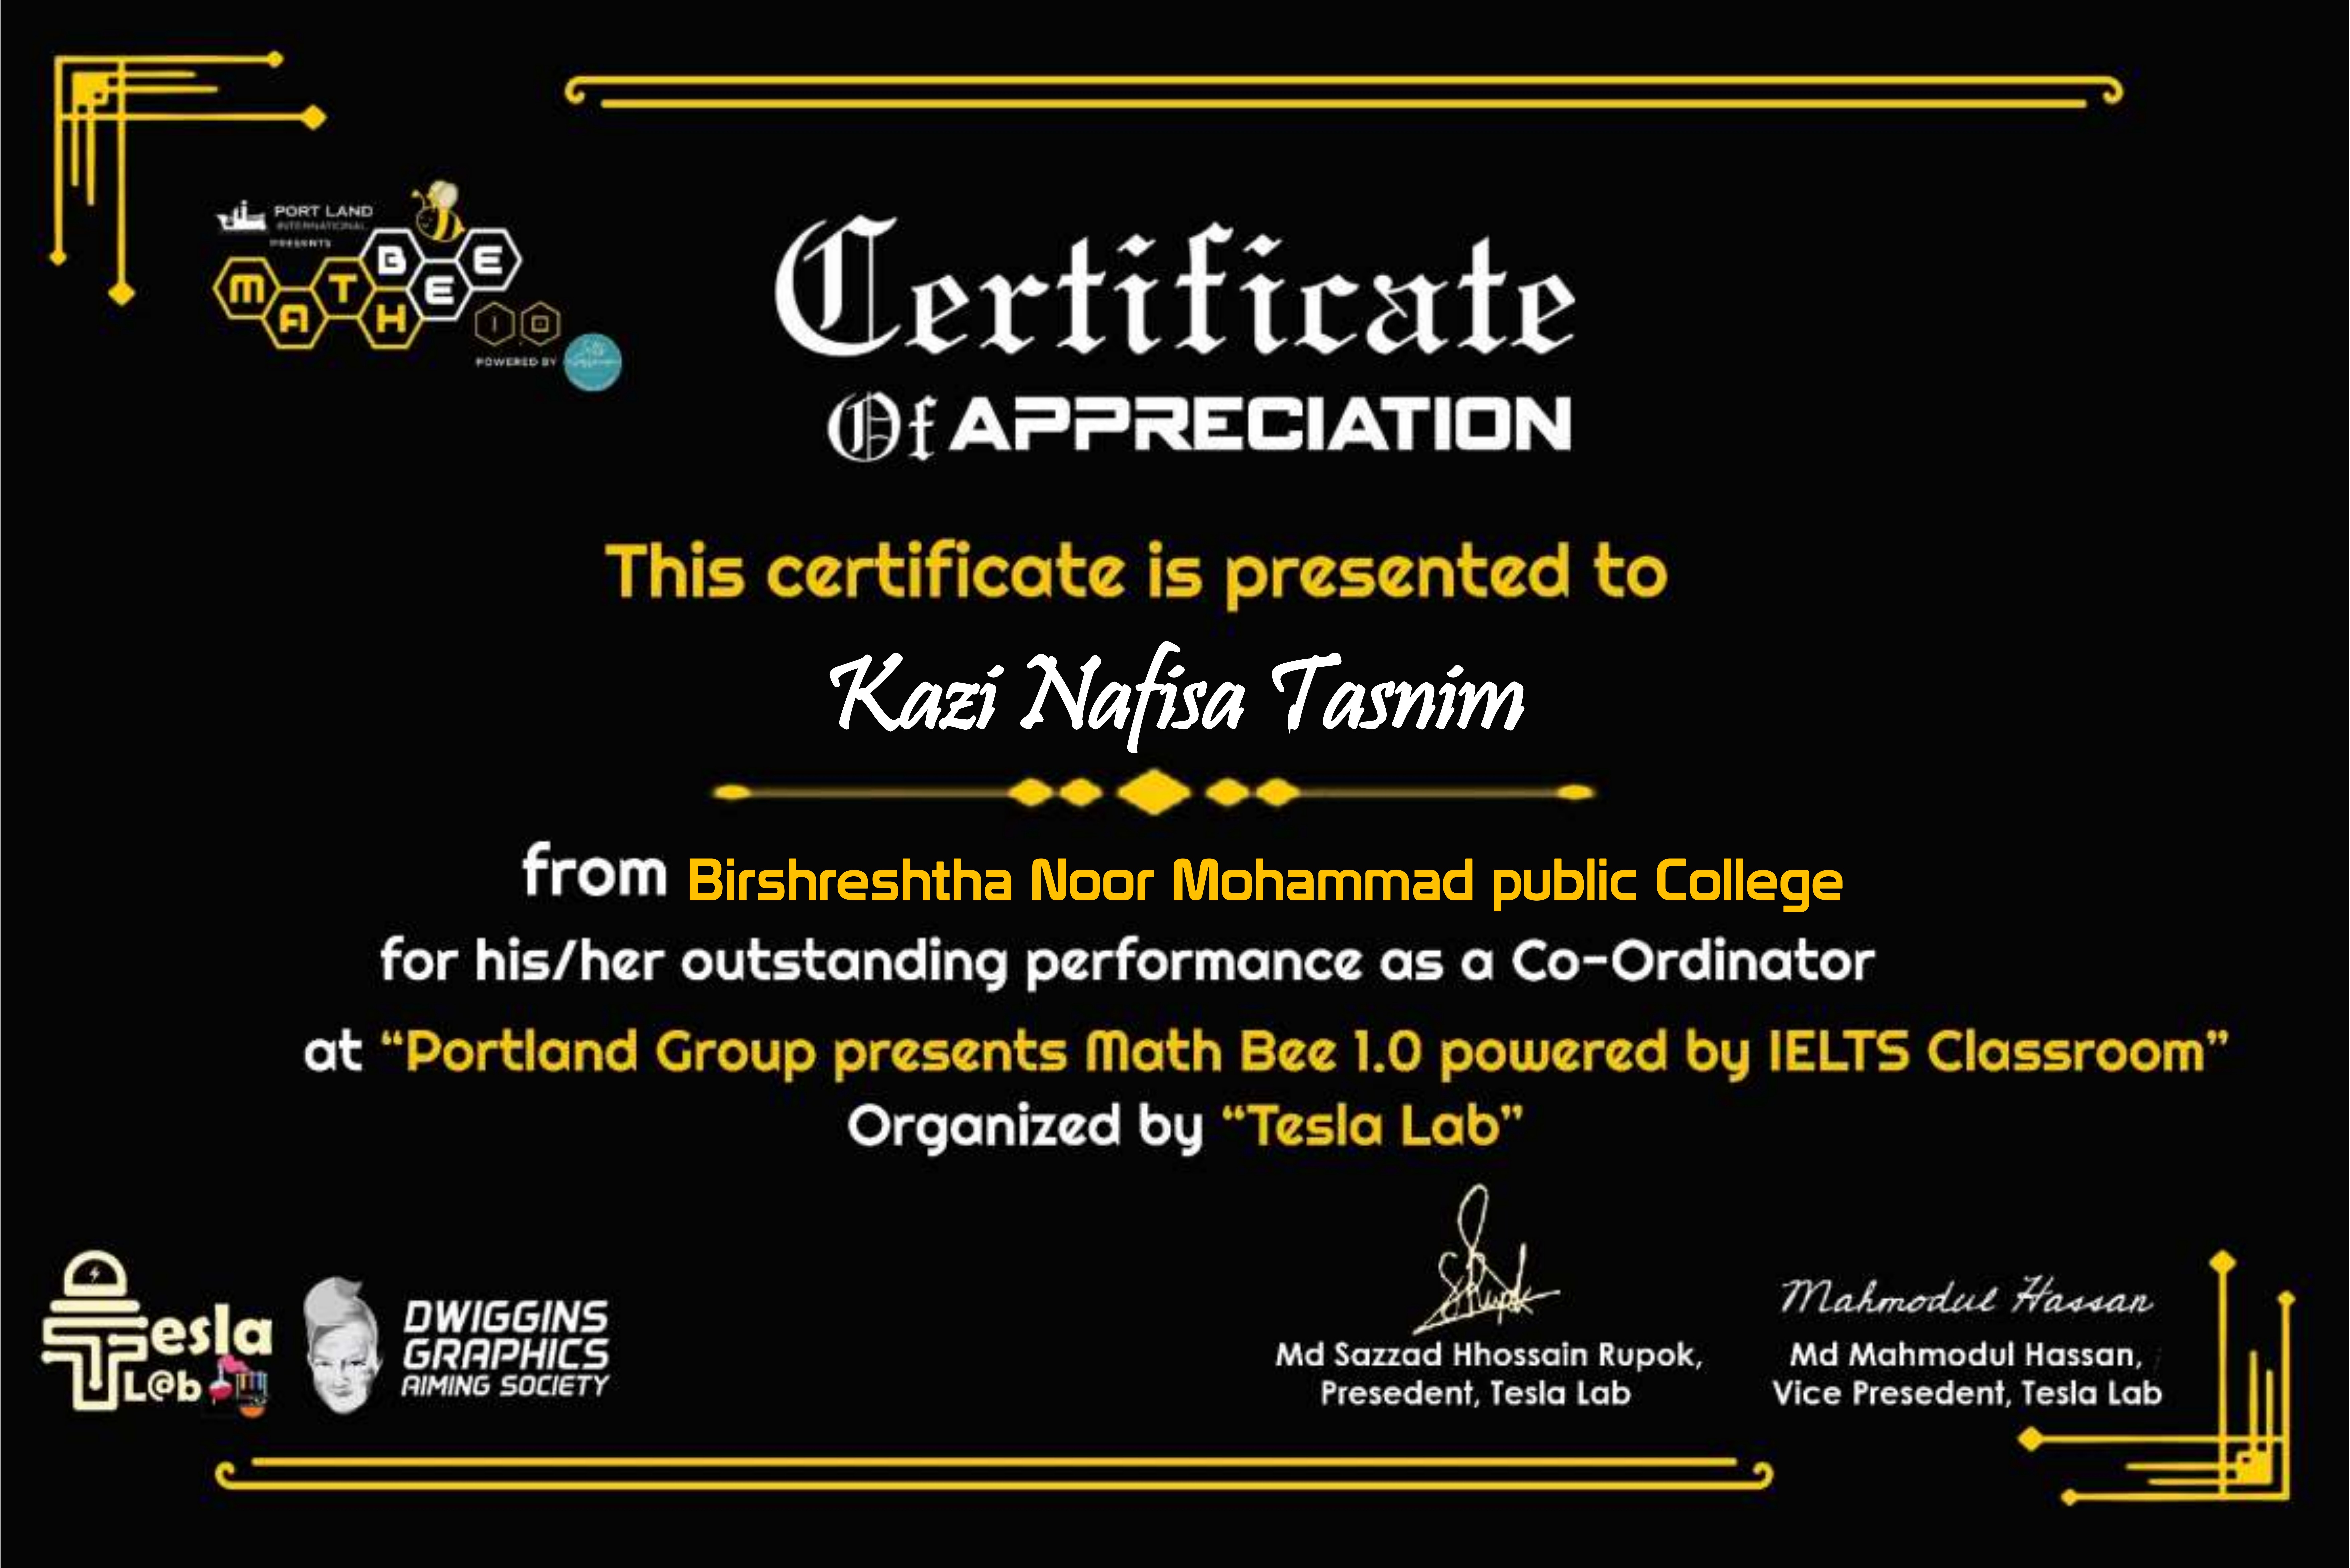 PORT LAND
INTERNATIONAL
PRESENTS
MATH BEE
1.0
POWERED BY
Certificate
Of APPRECIATION
This certificate is presented to
Kazi Nafisa Tasnim
from Birshreshtha Noor Mohammad public College
for his/her outstanding performance as a Co-Ordinator
at “Portland Group presents Math Bee 1.0 powered by IELTS Classroom”
Organized by “Tesla Lab”
Tesla
L@b
DWIGGINS
GRAPHICS
AIMING SOCIETY
Mahmodul Hassan
Md Sazzad Hhossain Rupok,
Presedent, Tesla Lab
Md Mahmodul Hassan,
Vice Presedent, Tesla Lab